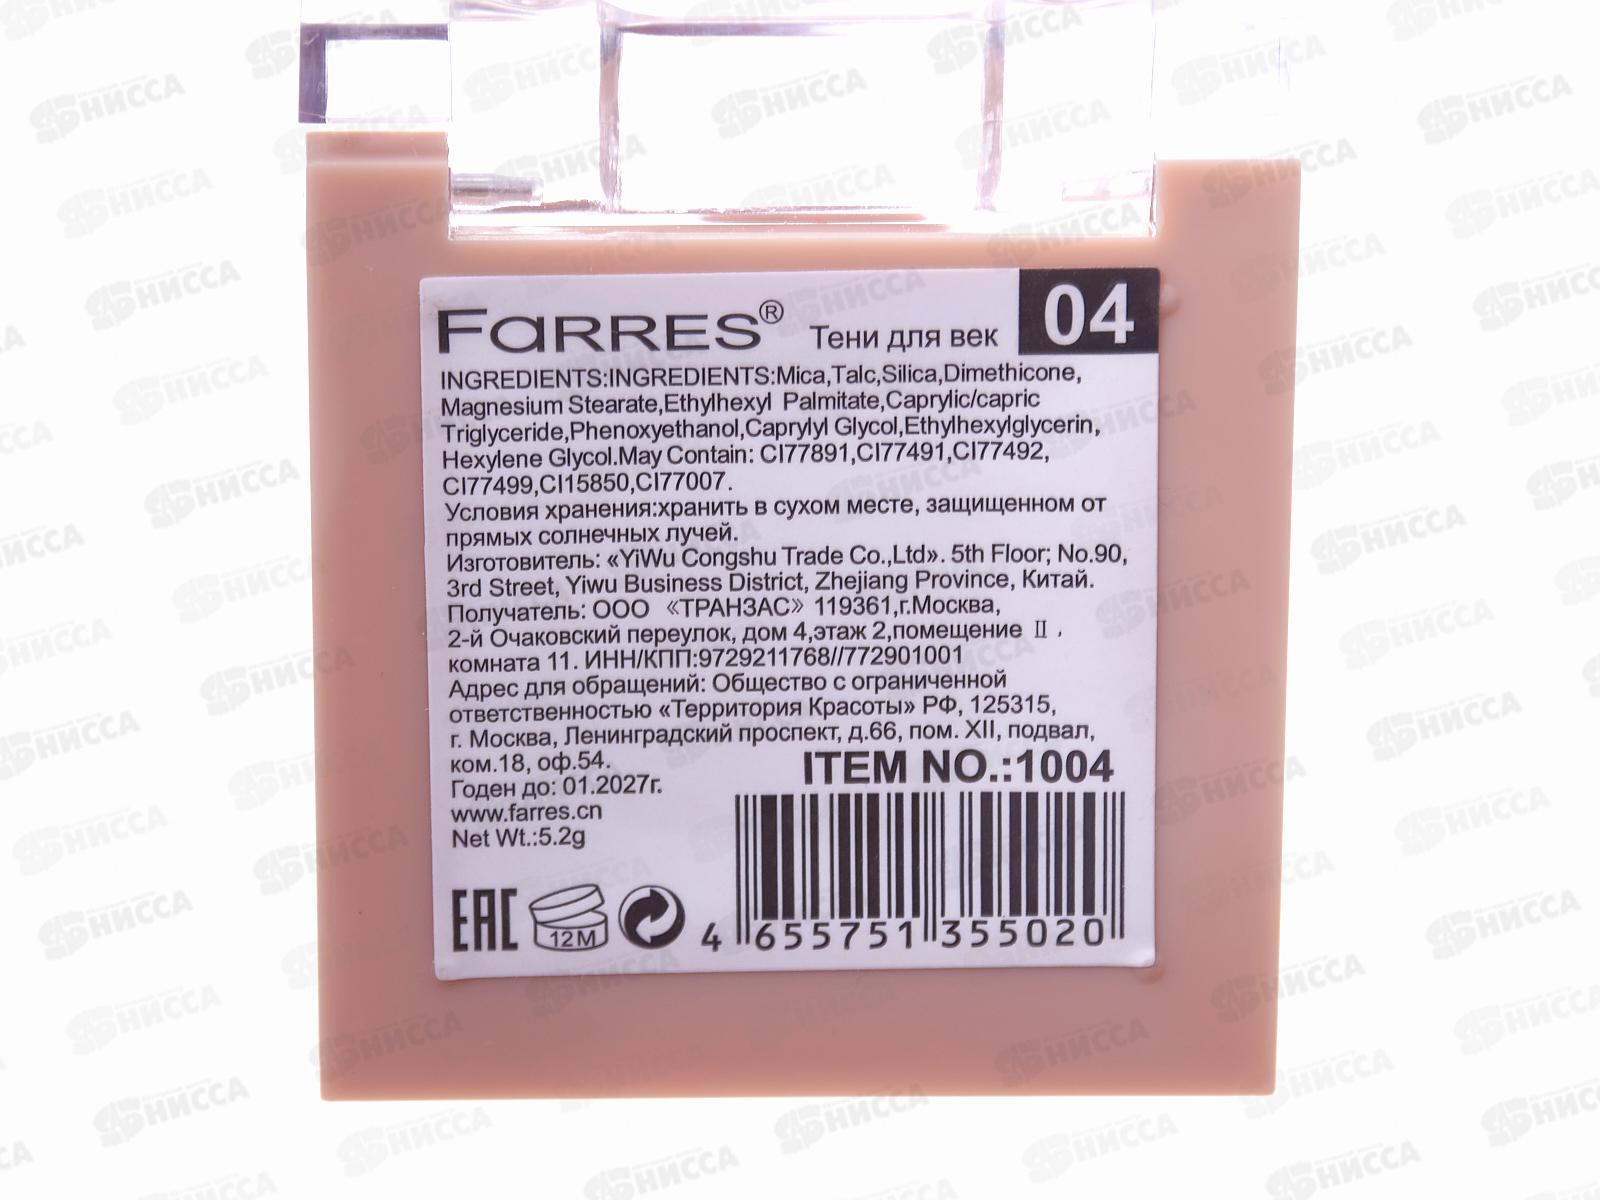 FARRES® Тени для век 04
INGREDIENTS:INGREDIENTS:Mica,Talc,Silica,Dimethicone,
Magnesium Stearate,Ethylhexyl Palmitate,Caprylic/capric
Triglyceride,Phenoxyethanol,Caprylyl Glycol,Ethylhexylglycerin,
Hexylene Glycol.May Contain: CI77891,CI77491,CI77492,
CI77499,CI15850,CI77007.
Условия хранения:хранить в сухом месте, защищенном от
прямых солнечных лучей.
Изготовитель: «YiWu Congshu Trade Co.,Ltd». 5th Floor; No.90,
3rd Street, Yiwu Business District, Zhejiang Province, Китай.
Получатель: ООО 《ТРАНЗАС》 119361,г.Москва,
2-й Очаковский переулок, дом 4,этаж 2,помещение Ⅱ,
комната 11. ИНН/КПП:9729211768//772901001
Адрес для обращений: Общество с ограниченной
ответственностью «Территория Красоты» РФ, 125315,
г. Москва, Ленинградский проспект, д.66, пом. XII, подвал,
ком.18, оф.54.
ITEM NO.:1004
Годен до: 01.2027г.
www.farres.cn
Net Wt.:5.2g
EAC 12M
4 655751 355020
НИССА